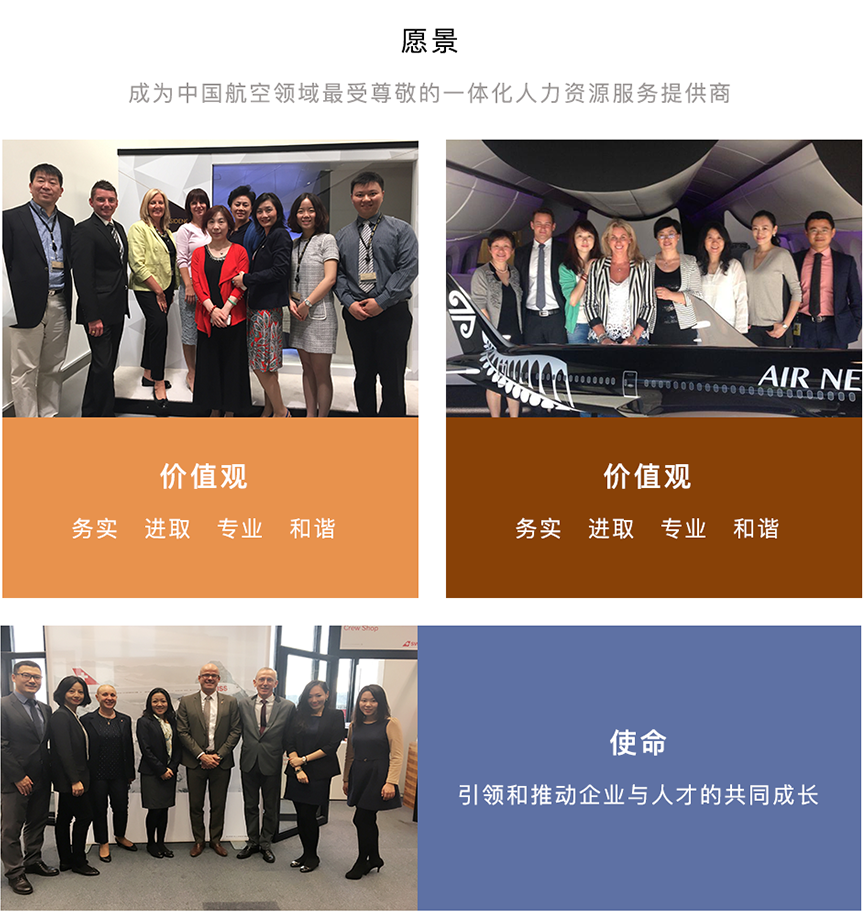 愿景
成为中国航空领域最受尊敬的一体化人力资源服务提供商
AIR NE
价值观
务实 进取 专业 和谐
价值观
务实 进取 专业 和谐
Crew Shop
使命
引领和推动企业与人才的共同成长